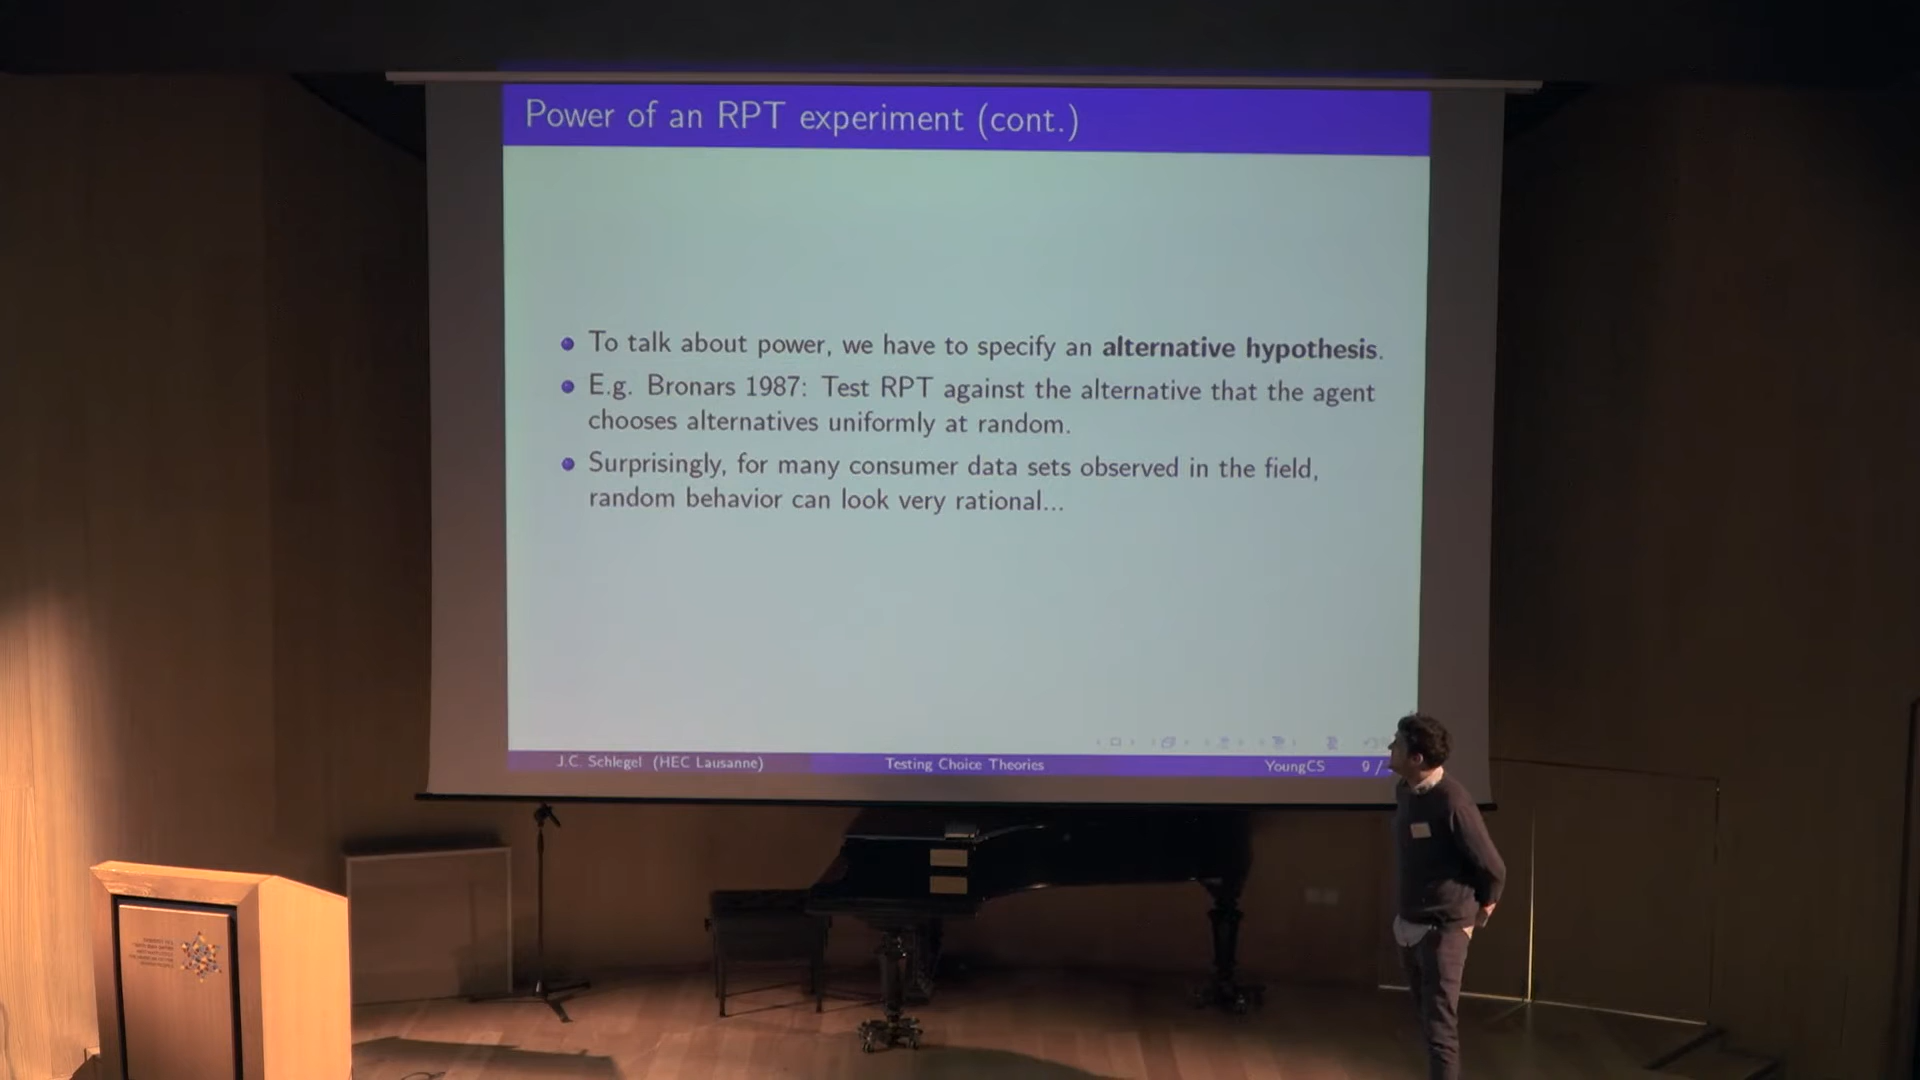 Power of an RPT experiment (cont.)
To talk about power, we have to specify an alternative hypothesis.
E.g. Bronars 1987: Test RPT against the alternative that the agent
chooses alternatives uniformly at random.
Surprisingly, for many consumer data sets observed in the field,
random behavior can look very rational...
J.C. Schlegel (HEC Lausanne)
Testing Choice Theories
YoungCS
9 /